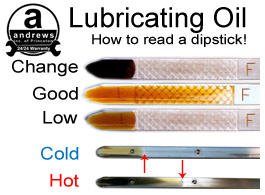 a
andrews
Inc. of Princeton
24/24 Warranty
Lubricating Oil
How to read a dipstick!
Change F
Good F
Low F
Cold
Hot